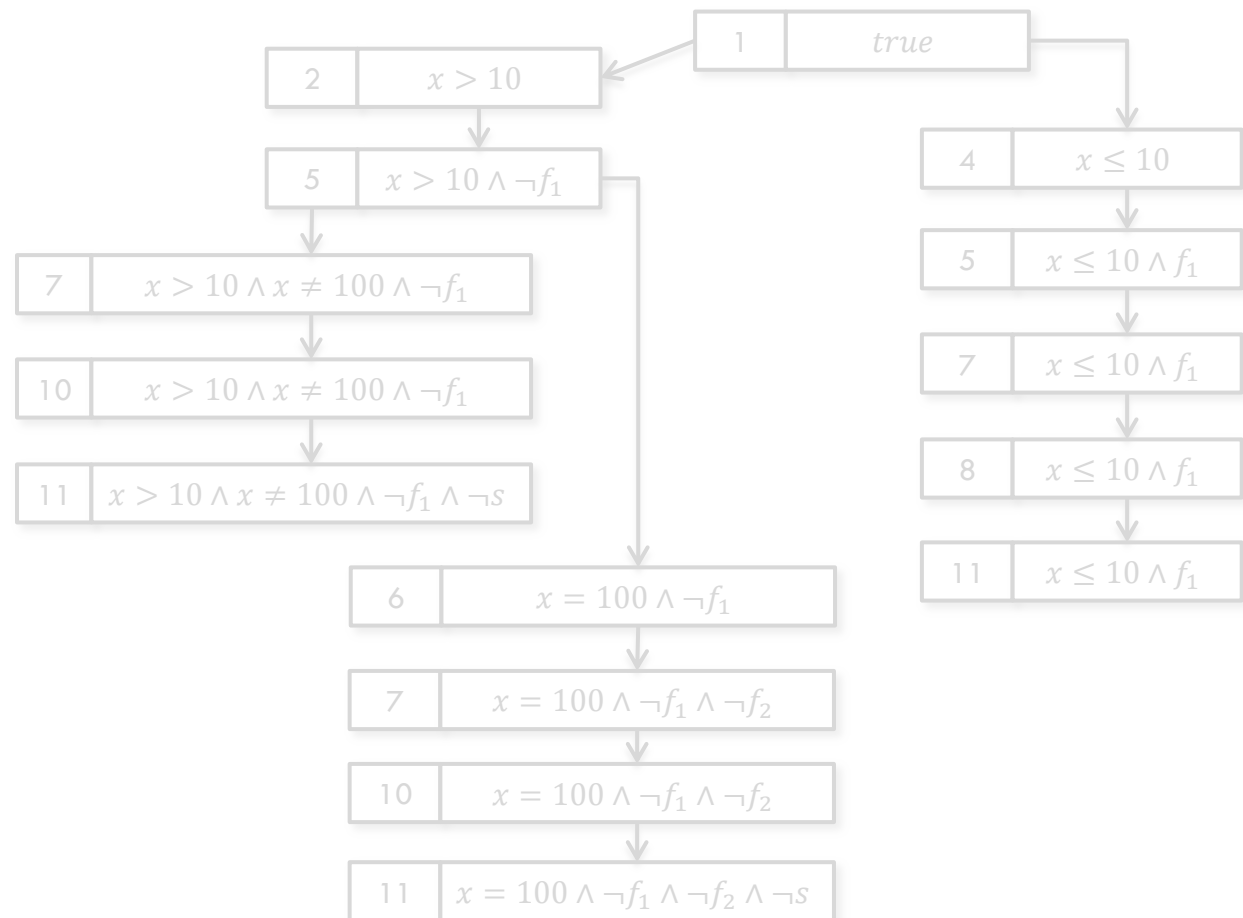 1 true
2 x > 10
5 x > 10 ∧ ¬f₁
7 x > 10 ∧ x ≠ 100 ∧ ¬f₁
10 x > 10 ∧ x ≠ 100 ∧ ¬f₁
11 x > 10 ∧ x ≠ 100 ∧ ¬f₁ ∧ ¬s
6 x = 100 ∧ ¬f₁
7 x = 100 ∧ ¬f₁ ∧ ¬f₂
10 x = 100 ∧ ¬f₁ ∧ ¬f₂
11 x = 100 ∧ ¬f₁ ∧ ¬f₂ ∧ ¬s
4 x ≤ 10
5 x ≤ 10 ∧ f₁
7 x ≤ 10 ∧ f₁
8 x ≤ 10 ∧ f₁
11 x ≤ 10 ∧ f₁